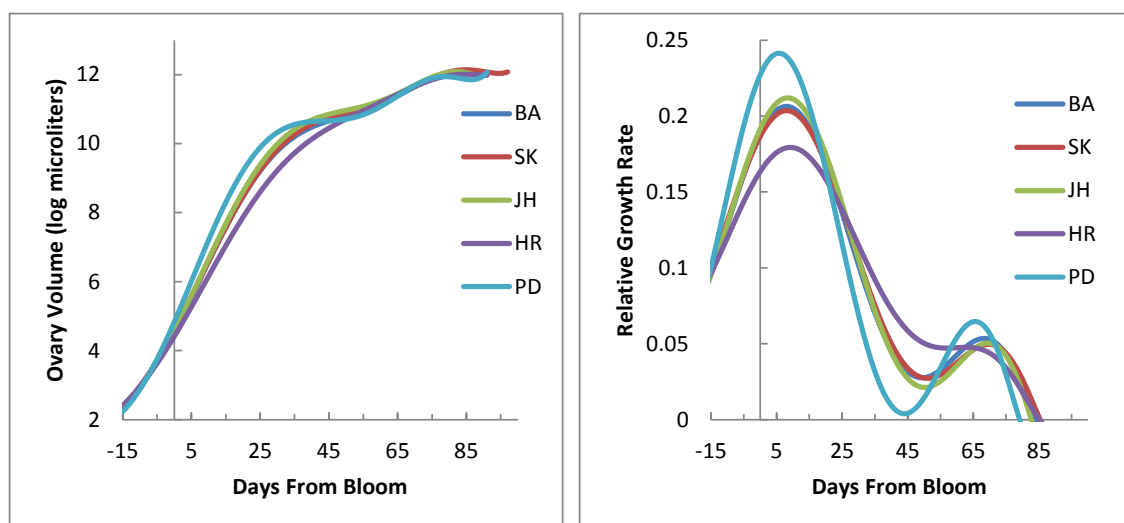 Ovary Volume (log microliters)
12
10
8
6
4
2
-15 5 25 45 65 85
Days From Bloom
BA
SK
JH
HR
PD
Relative Growth Rate
0.25
0.2
0.15
0.1
0.05
0
-15 5 25 45 65 85
Days From Bloom
BA
SK
JH
HR
PD